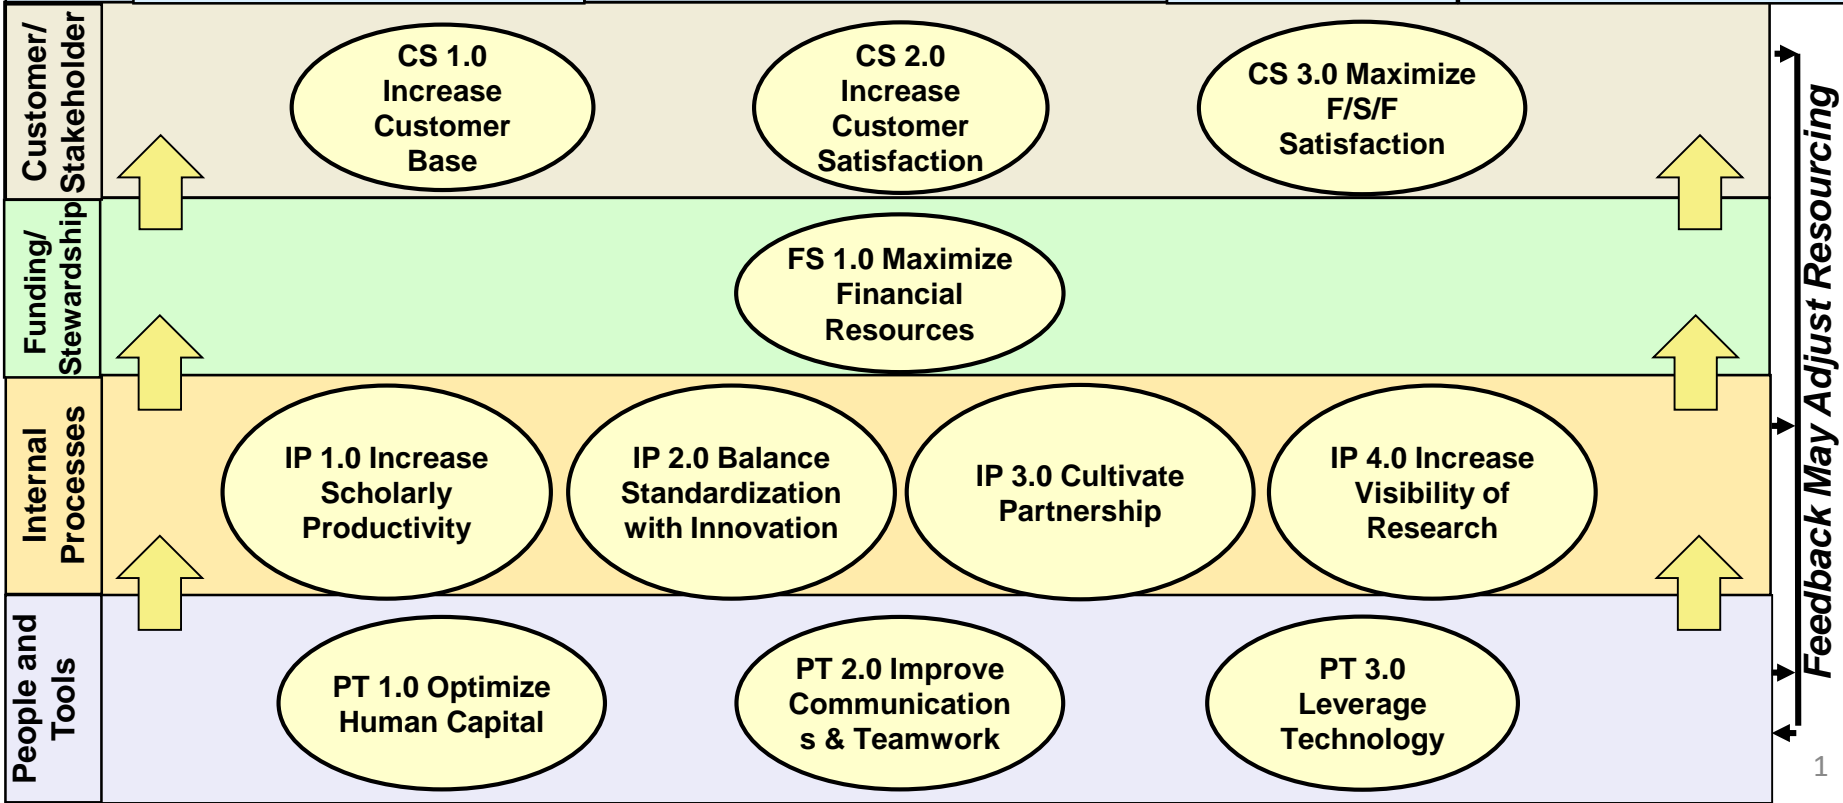 Customer/
Stakeholder
CS 1.0
Increase
Customer
Base
CS 2.0
Increase
Customer
Satisfaction
CS 3.0 Maximize
F/S/F
Satisfaction
Funding/
Stewardship
FS 1.0 Maximize
Financial
Resources
Internal
Processes
IP 1.0 Increase
Scholarly
Productivity
IP 2.0 Balance
Standardization
with Innovation
IP 3.0 Cultivate
Partnership
IP 4.0 Increase
Visibility of
Research
People and
Tools
PT 1.0 Optimize
Human Capital
PT 2.0 Improve
Communication
s & Teamwork
PT 3.0
Leverage
Technology
Feedback May Adjust Resourcing
1